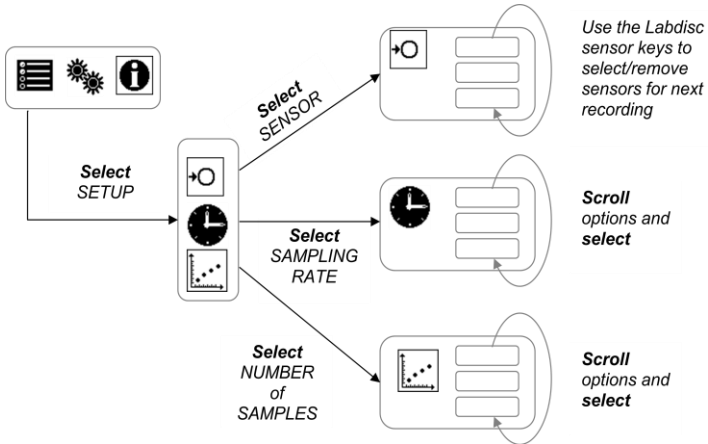 Select
SETUP
Select
SENSOR
Use the Labdisc
sensor keys to
select/remove
sensors for next
recording
Select
SAMPLING
RATE
Scroll
options and
select
Select
NUMBER
of
SAMPLES
Scroll
options and
select